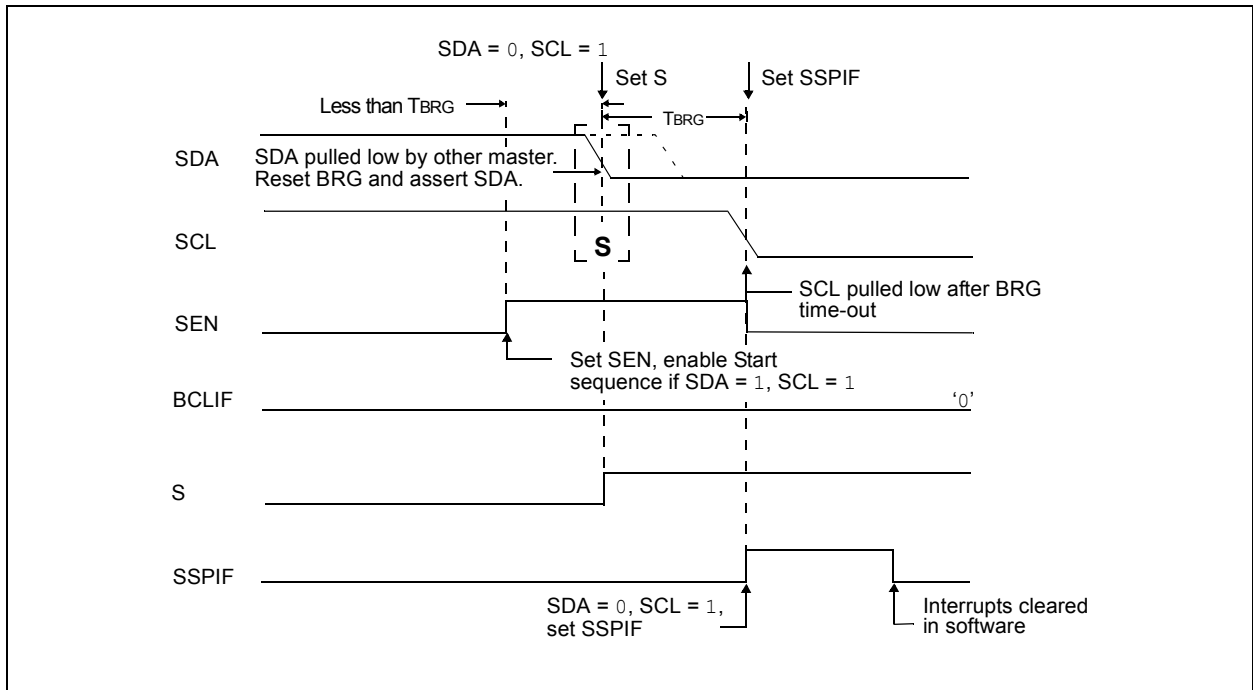 SDA = 0, SCL = 1
Set S
Set SSPIF
Less than TBRG
TBRG
SDA
SDA pulled low by other master.
Reset BRG and assert SDA.
SCL
S
SCL pulled low after BRG
time-out
SEN
Set SEN, enable Start
sequence if SDA = 1, SCL = 1
BCLIF
‘0’
S
SSPIF
SDA = 0, SCL = 1,
set SSPIF
Interrupts cleared
in software